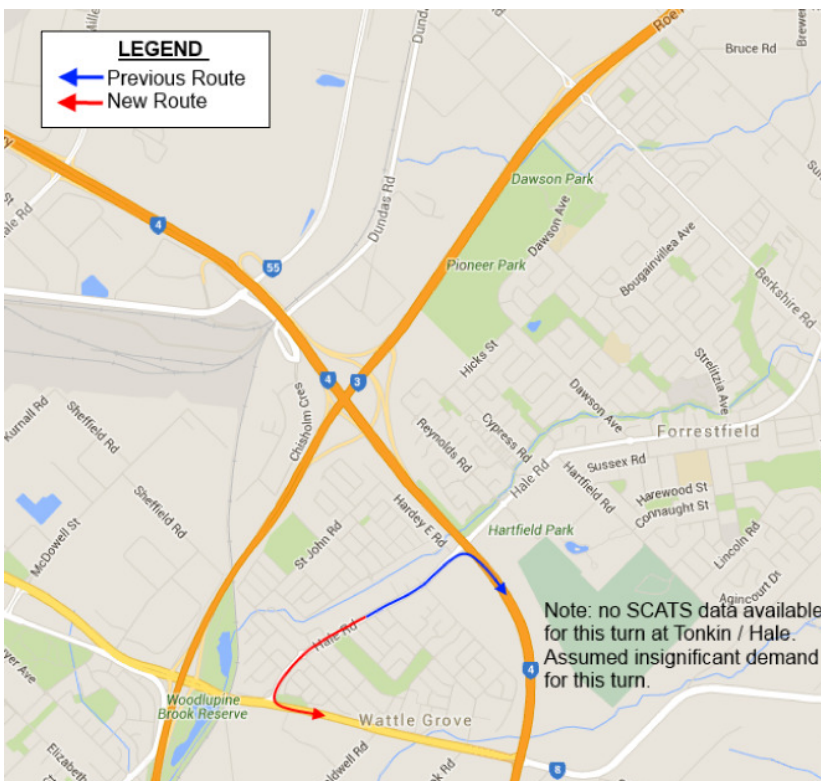 LEGEND
Previous Route
New Route
Dundas Rd
Bruce Rd
4
Dawson Park
Dawson Ave
Bougainvillea Ave
55
Pioneer Park
Berkshire Rd
Hicks St
Strelitzia Ave
4
3
Chisholm Cres
Dawson Ave
Kurnall Rd
Sheffield Rd
Reynolds Rd
Cypress Rd
Forrestfield
Hale Rd
Sussex Rd
Hartfield Rd
Harewood St
Connaught St
Sheffield Rd
McDowell St
St John Rd
Hardey E Rd
Hartfield Park
Lincoln Rd
Agincourt Dr
Note: no SCATS data available
for this turn at Tonkin / Hale.
Assumed insignificant demand
for this turn.
Hale Rd
4
Woodlupine
Brook Reserve
Wattle Grove
8